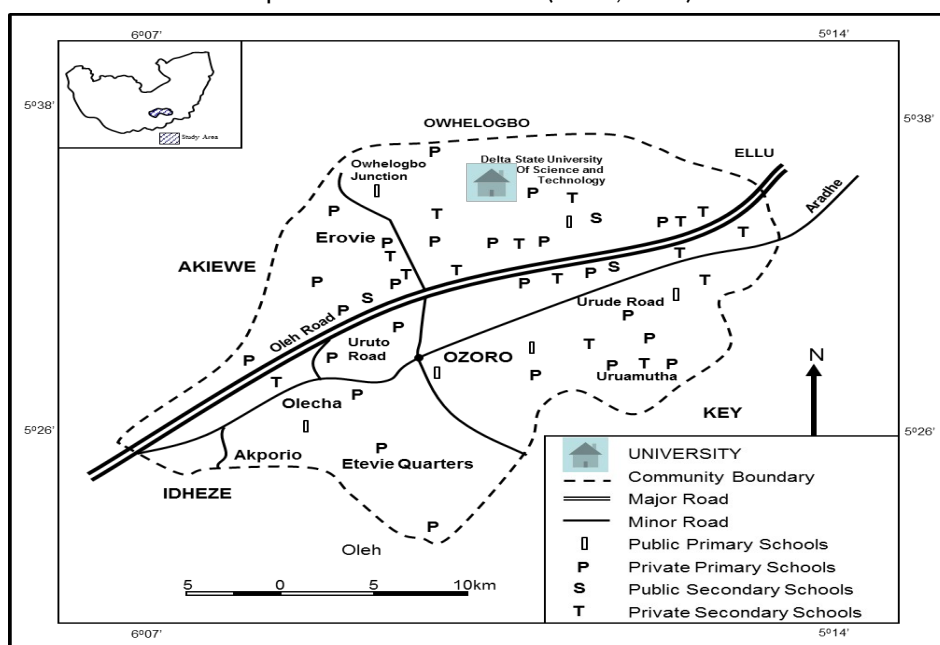 6º07’
5º14’
5º38’
5º38’
Study Area
OWHELOGBO
Owhelogbo
Junction
P
Delta State University
Of Science and
Technology
ELLU
Aradhe
P
T
P
T
S
P T T
T
Erovie P
P
P T P
T
T
AKIEWE
T
P
T
P
S
P
P
T
P
S
T
T
P
Oleh Road
Urude Road
P
P
Uruto
Road
P
OZORO
T
P
P
T
P
P T P
Uruamutha
Olecha
P
N
KEY
5º26’
5º26’
Akporio
P
Etevie Quarters
IDHEZE
P
Oleh
UNIVERSITY
Community Boundary
Major Road
Minor Road
Public Primary Schools
P Private Primary Schools
S Public Secondary Schools
T Private Secondary Schools
5 0 5 10km
6º07’
5º14’